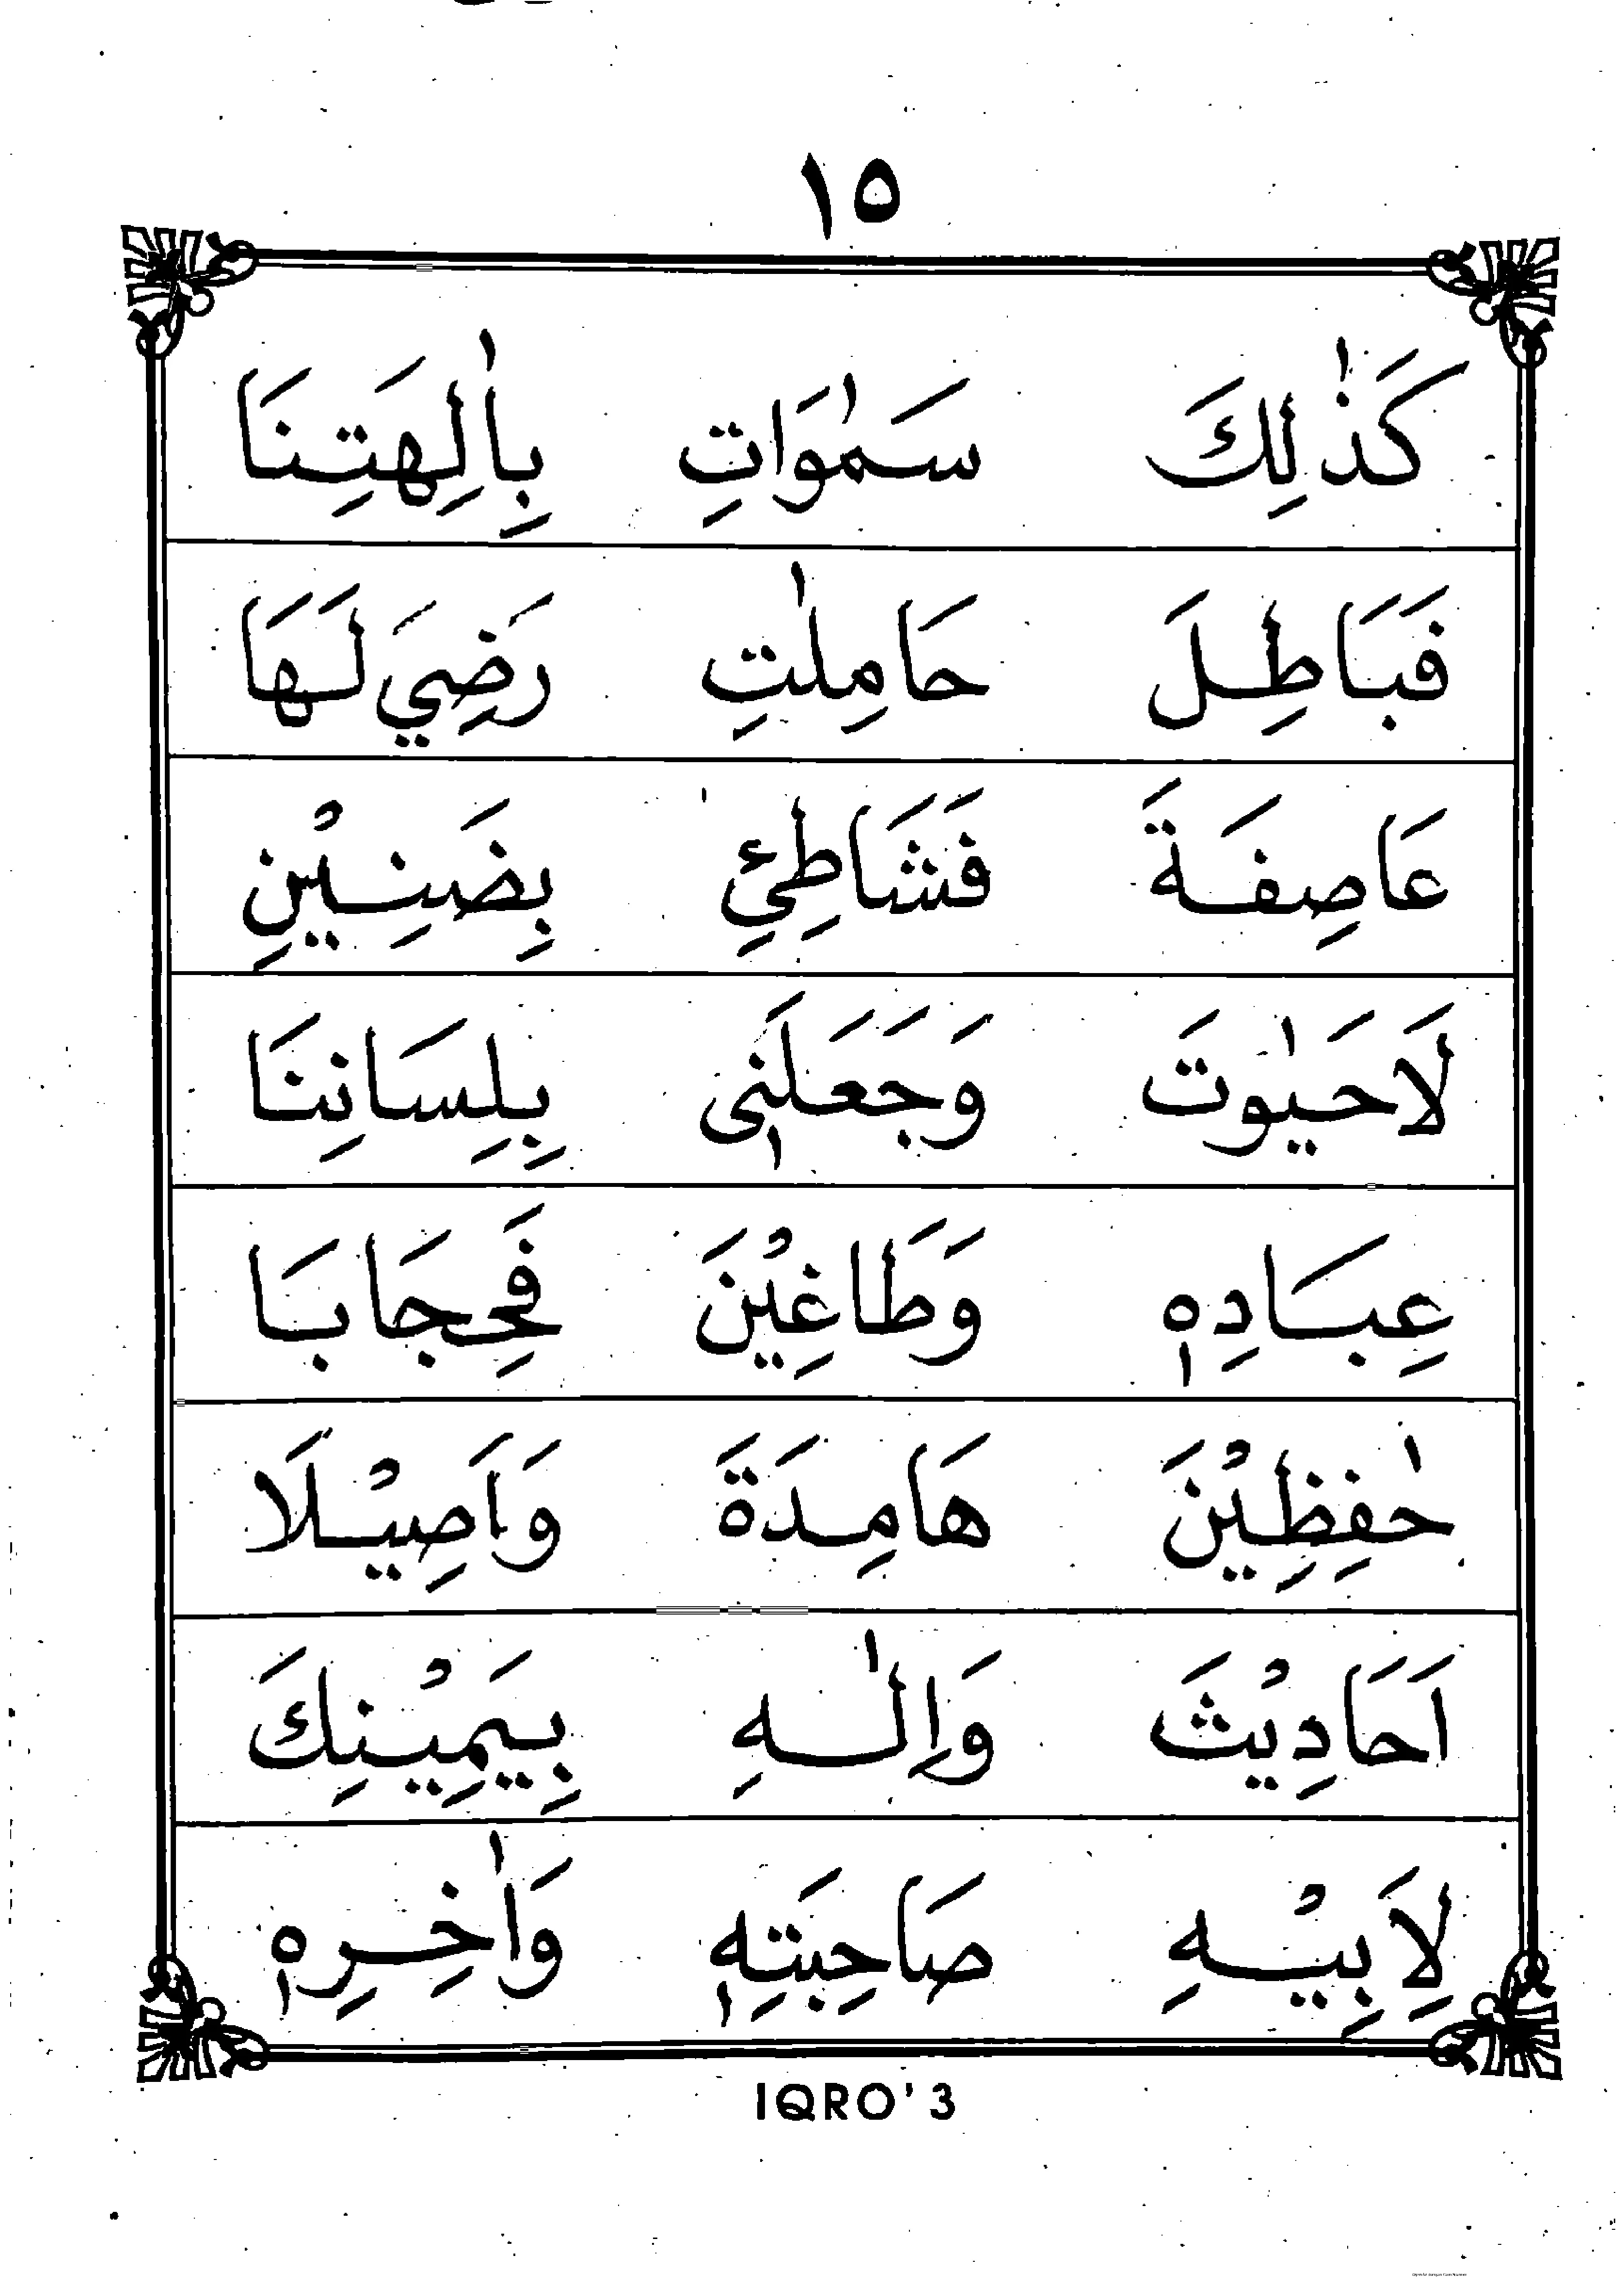 ١٥
كَذٰلِكَ سَمٰوَاتِ بِاٰلِهَتِنَا
فَبَاطِلَ حَامِلٰتِ رَضِيَ لَهَا
عَاصِفَةَ فَشَاطِئِ بِضَنِيْنِ
لَاحَيٰوتَ وَجَعَلَنٖى بِلِسَانِنَا
عِبَادِهٖ وَطَاغِيْنَ فَحِجَابَا
حٰفِظِيْنَ هَامِدَةَ وَاَصِيْلَا
اَحَادِيْثَ وَاِلٰهِ بِيَمِيْنِكَ
لِاَبِيْهِ صَاحِبَتِهٖ وَاٰخِرِهٖ
IQRO' 3